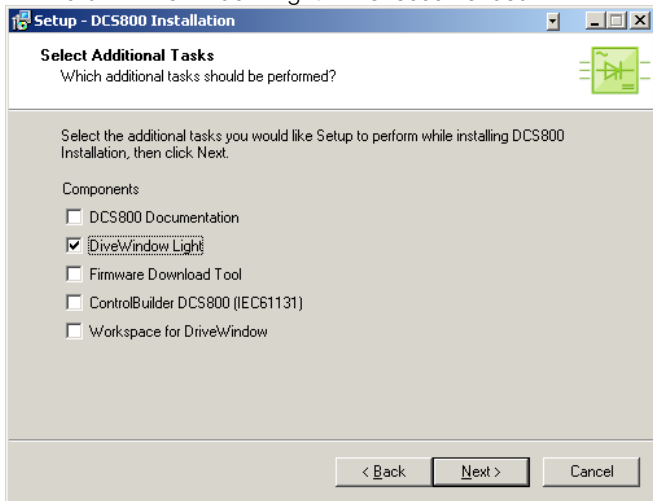 Setup - DCS800 Installation
Select Additional Tasks
Which additional tasks should be performed?
Select the additional tasks you would like Setup to perform while installing DCS800
Installation, then click Next.
Components
DCS800 Documentation
DiveWindow Light
Firmware Download Tool
ControlBuilder DCS800 (IEC61131)
Workspace for DriveWindow
< Back
Next >
Cancel